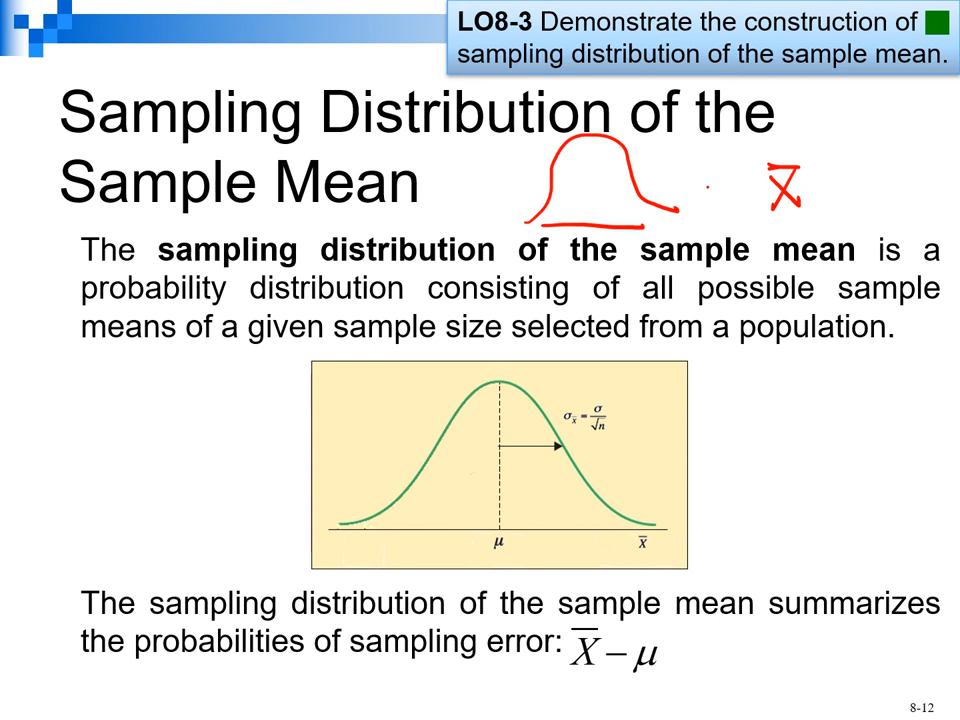 LO8-3 Demonstrate the construction of
sampling distribution of the sample mean.
Sampling Distribution of the
Sample Mean
X̅
The sampling distribution of the sample mean is a
probability distribution consisting of all possible sample
means of a given sample size selected from a population.
σx̅ = σ/√n
μ
X̅
The sampling distribution of the sample mean summarizes
the probabilities of sampling error: X̅ − μ
8-12